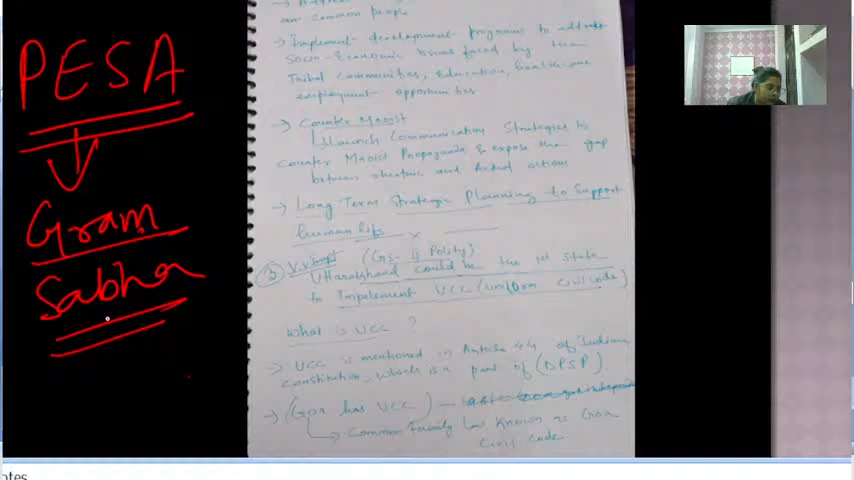 PESA
Gram
Sabha
on common people
→ Implement development programs to address
Socio-Economic issues faced by the
Tribal Communities, Education, healthcare
employment opportunities
→ Counter Maoist
Launch Communication Strategies to
Counter Maoist Propaganda & expose the gap
between rhetoric and Actual actions
→ Long Term Strategic Planning to Support
human life
x
② V.V.impt (GS-II Polity)
Uttarakhand could be the 1st state
to Implement UCC (uniform civil code)
What is UCC ?
→ UCC is mentioned in Article 44 of Indian
constitution, which is a part of (DPSP).
→ (Goa has UCC) —
→ Common Family Law Known as Goa
Civil Code.
otes